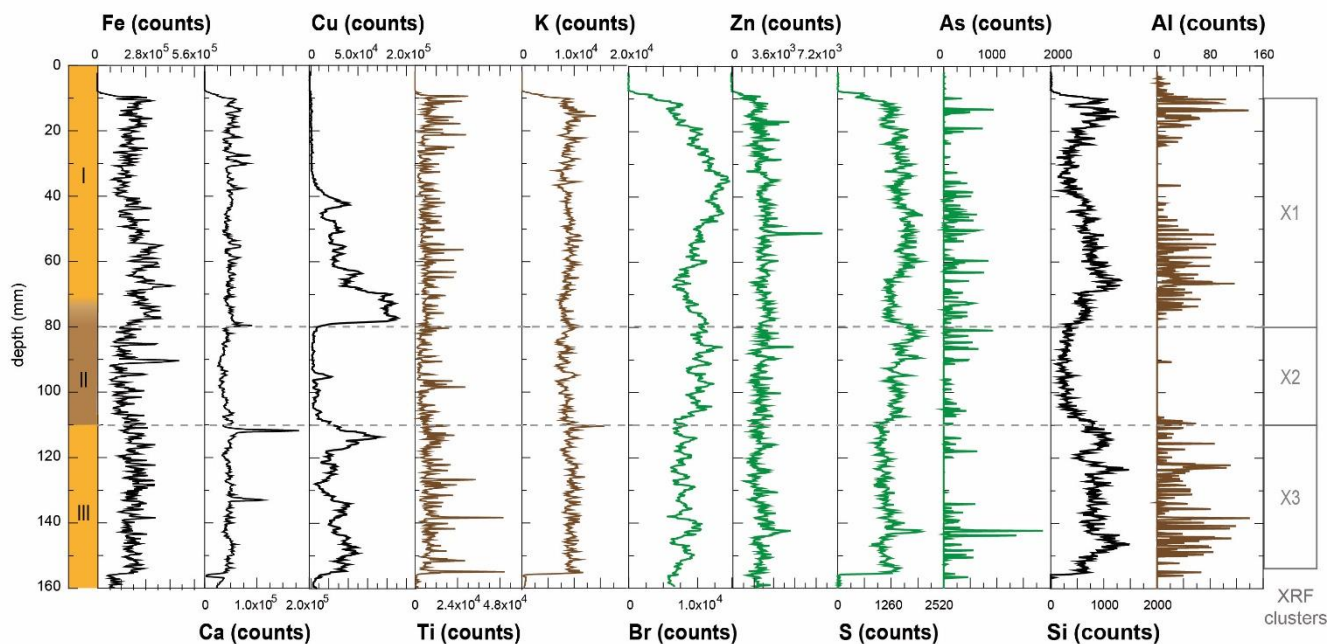 Fe (counts) Cu (counts) K (counts) Zn (counts) As (counts) Al (counts)
0 2.8x10⁵ 5.6x10⁵ 0 50x10⁴ 2.0x10⁵ 0 1.0x10⁴ 2.0x10⁴ 0 3.6x10³ 7.2x10³ 0 1000 2000 0 80 160
0
20
40
60
80
100
120
140
160
depth (mm)
I
II
III
X1
X2
X3
XRF
clusters
0 1.0x10⁵ 2.0x10⁵ 0 2.4x10⁴ 4.8x10⁴ 0 1.0x10⁴ 0 1260 2520 0 1000 2000
Ca (counts) Ti (counts) Br (counts) S (counts) Si (counts)